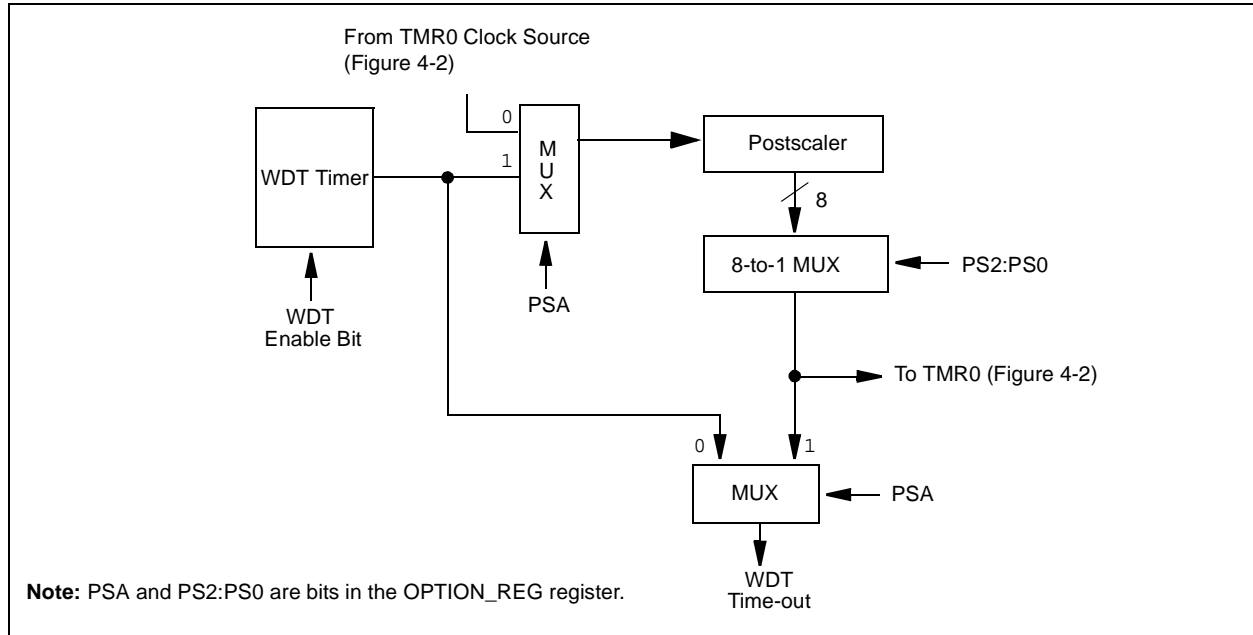 From TMR0 Clock Source
(Figure 4-2)
0
1
M
U
X
Postscaler
WDT Timer
8
8-to-1 MUX
PS2:PS0
PSA
WDT
Enable Bit
To TMR0 (Figure 4-2)
0
1
MUX
PSA
WDT
Time-out
Note: PSA and PS2:PS0 are bits in the OPTION_REG register.